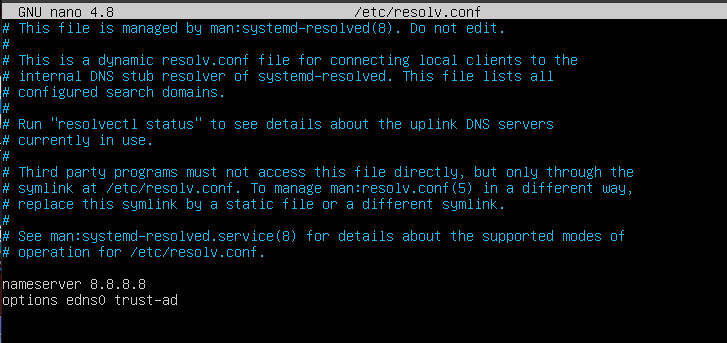 GNU nano 4.8 /etc/resolv.conf
# This file is managed by man:systemd-resolved(8). Do not edit.
#
# This is a dynamic resolv.conf file for connecting local clients to the
# internal DNS stub resolver of systemd-resolved. This file lists all
# configured search domains.
#
# Run "resolvectl status" to see details about the uplink DNS servers
# currently in use.
#
# Third party programs must not access this file directly, but only through the
# symlink at /etc/resolv.conf. To manage man:resolv.conf(5) in a different way,
# replace this symlink by a static file or a different symlink.
#
# See man:systemd-resolved.service(8) for details about the supported modes of
# operation for /etc/resolv.conf.
nameserver 8.8.8.8
options edns0 trust-ad